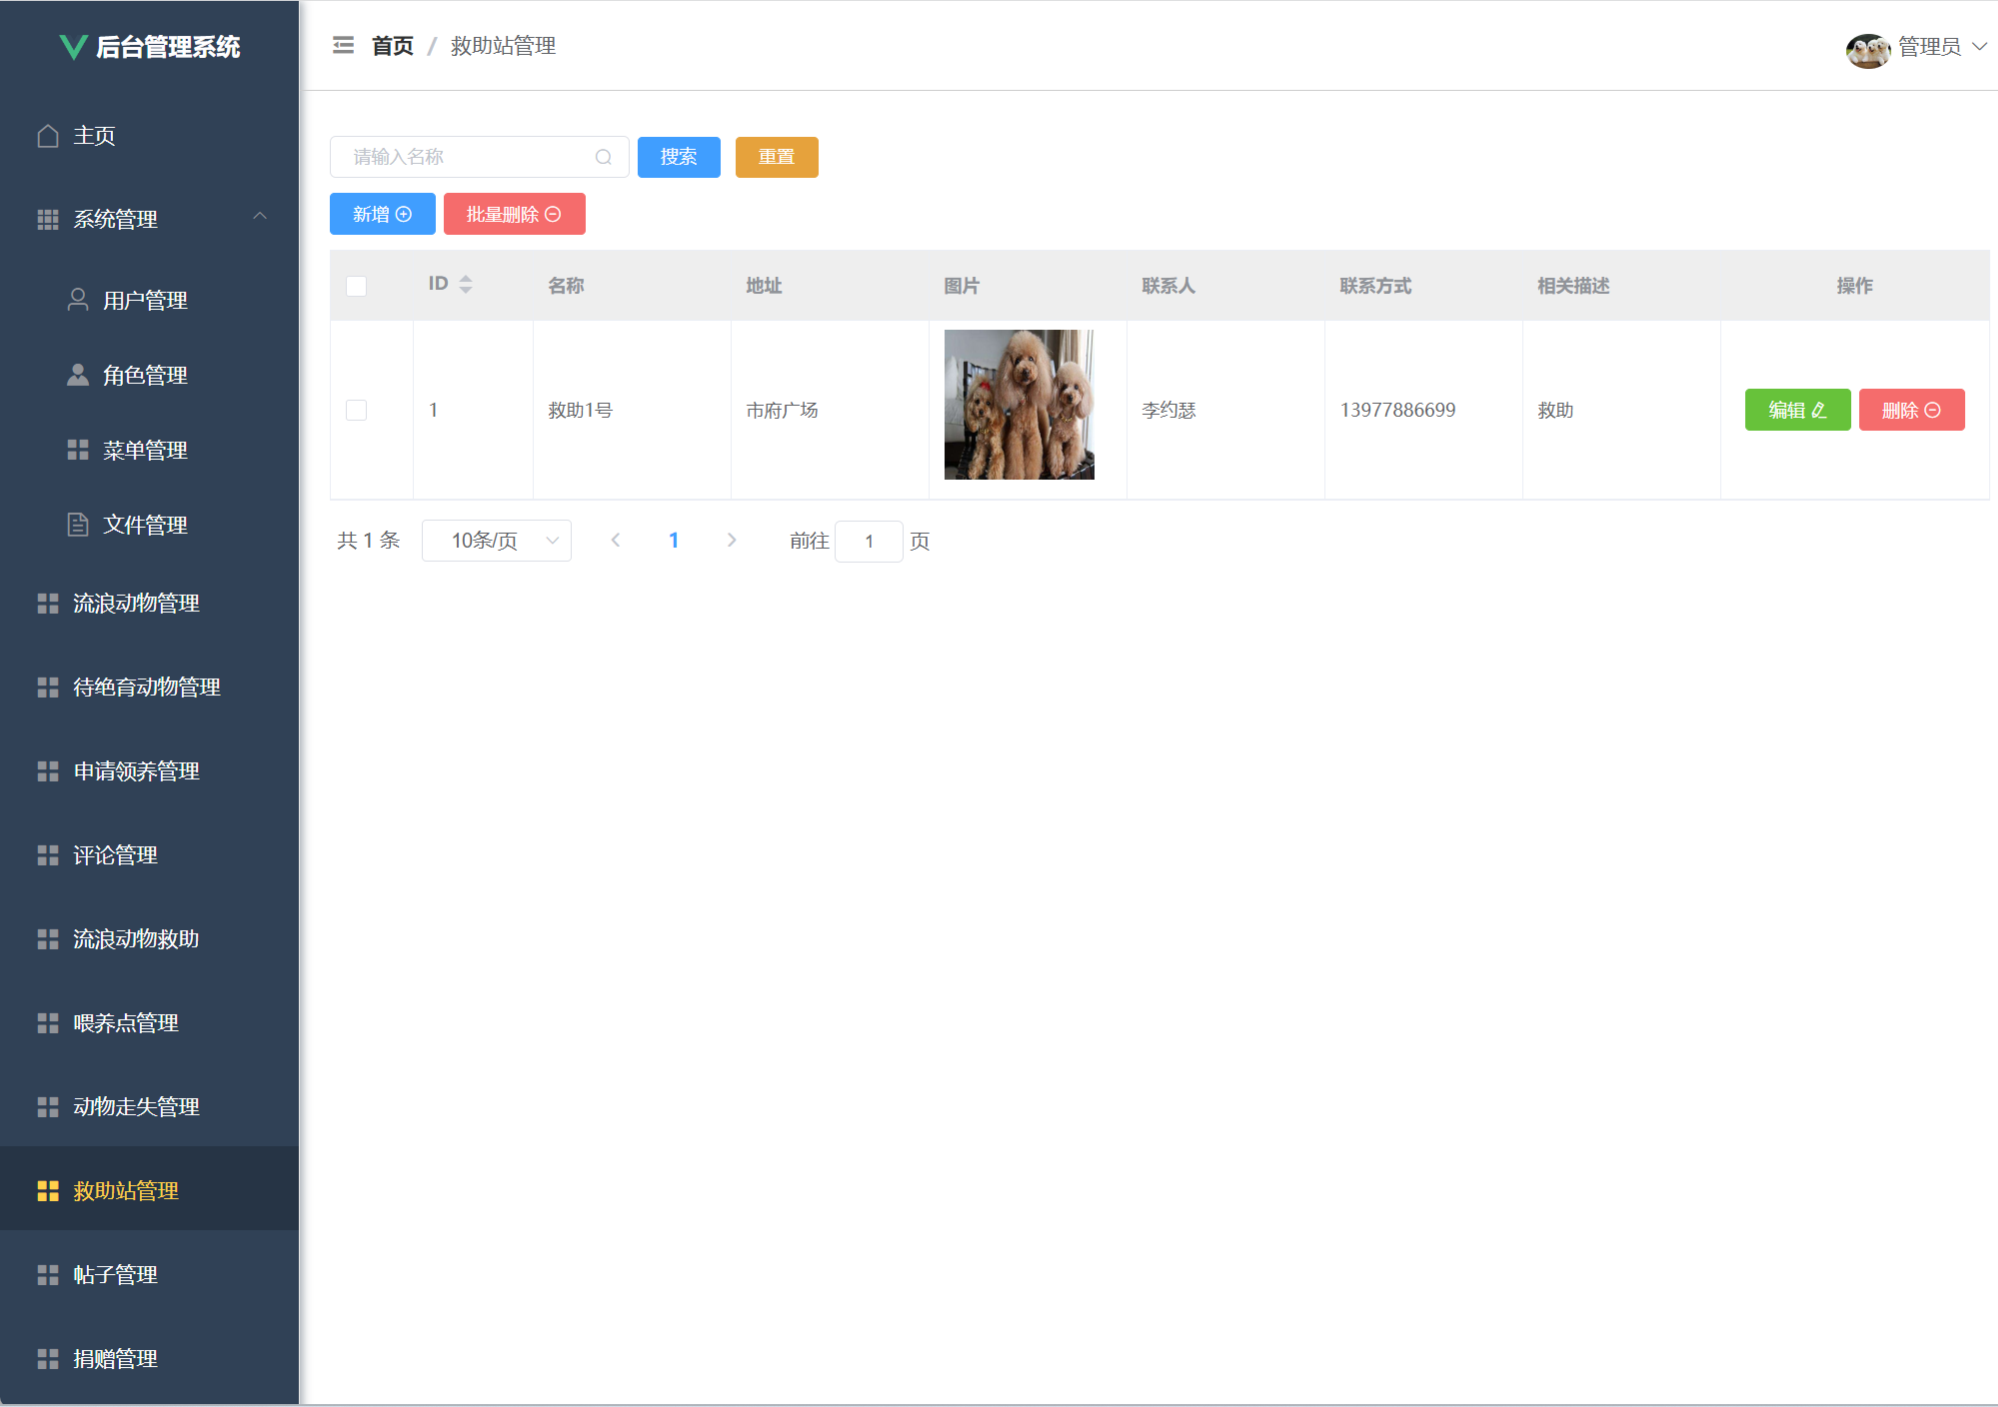 后台管理系统
首页 / 救助站管理
管理员
主页
系统管理
用户管理
角色管理
菜单管理
文件管理
流浪动物管理
待绝育动物管理
申请领养管理
评论管理
流浪动物救助
喂养点管理
动物走失管理
救助站管理
帖子管理
捐赠管理
请输入名称 搜索 重置
新增 批量删除
ID 名称 地址 图片 联系人 联系方式 相关描述 操作
1 救助1号 市府广场 李约瑟 13977886699 救助 编辑 删除
共 1 条 10条/页 1 前往 1 页